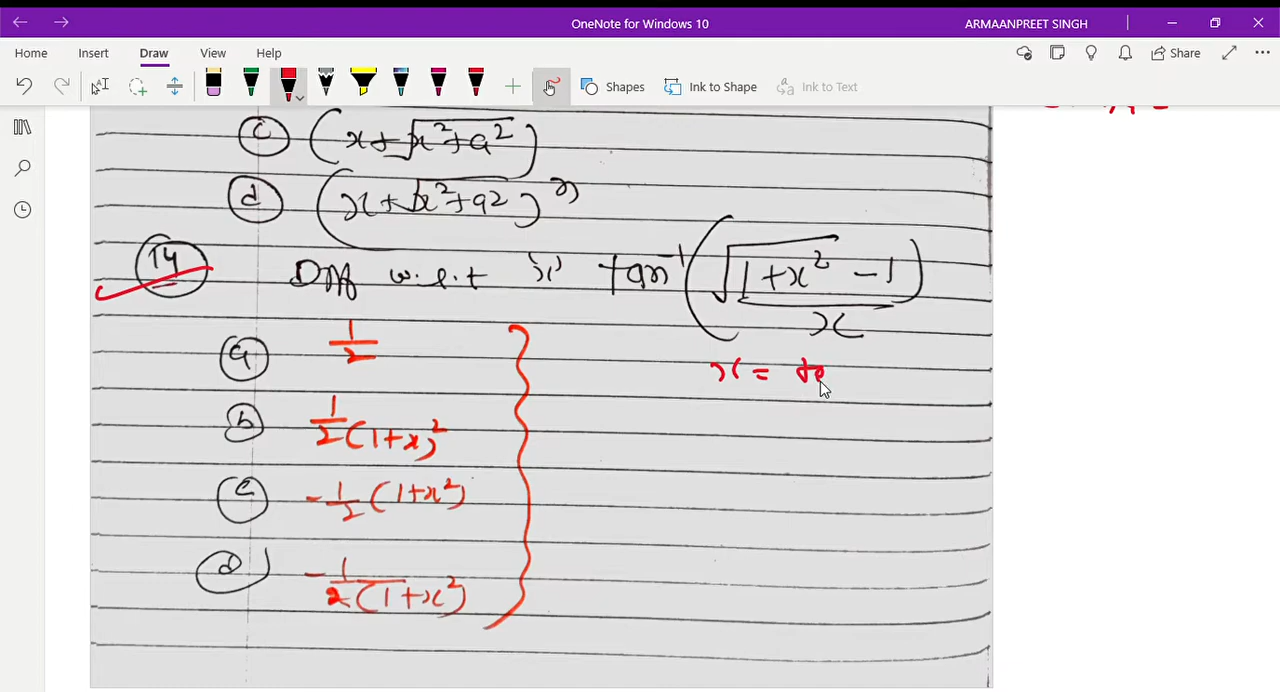 OneNote for Windows 10
ARMAANPREET SINGH
Home Insert Draw View Help
Share
Shapes
Ink to Shape
Ink to Text
c (x+√x²+a²)
d (x+√x²+a2)ⁿ
14 Diff w.r.t 'x' tan⁻¹(√1+x² -1 / x)
a 1/2
x = ta
b 1/2 (1+x)²
c -1/2 (1+x²)
d -1/2(1+x²)